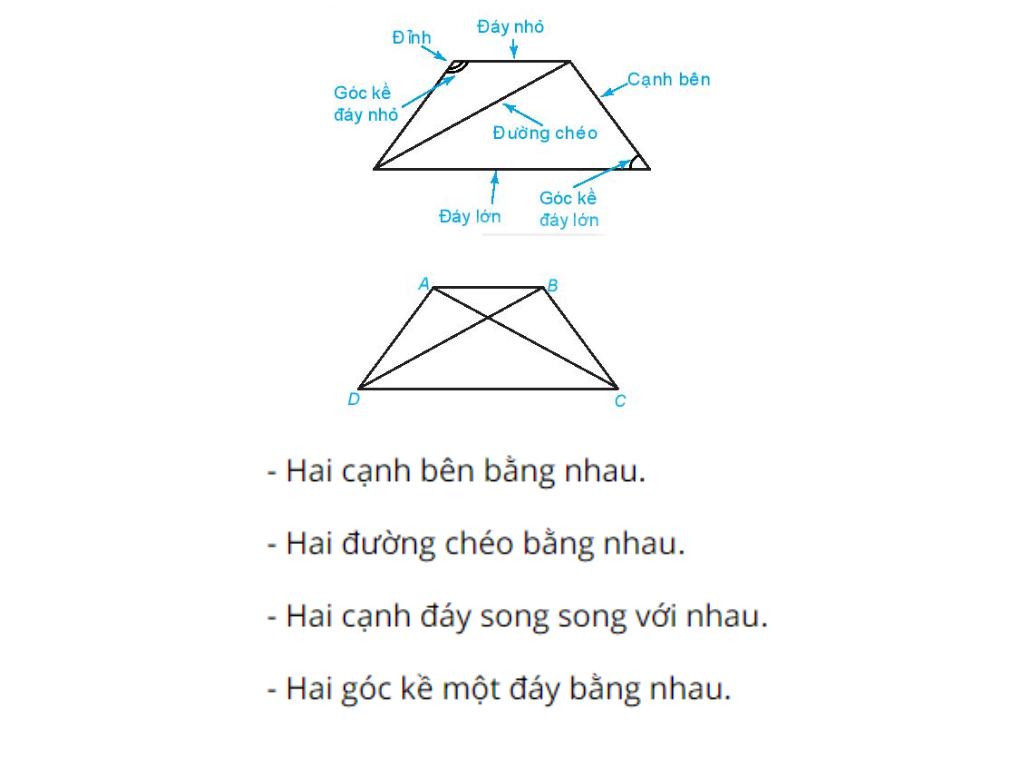 Đỉnh
Đáy nhỏ
Góc kề
đáy nhỏ
Cạnh bên
Đường chéo
Đáy lớn
Góc kề
đáy lớn
A
B
D
C
- Hai cạnh bên bằng nhau.
- Hai đường chéo bằng nhau.
- Hai cạnh đáy song song với nhau.
- Hai góc kề một đáy bằng nhau.